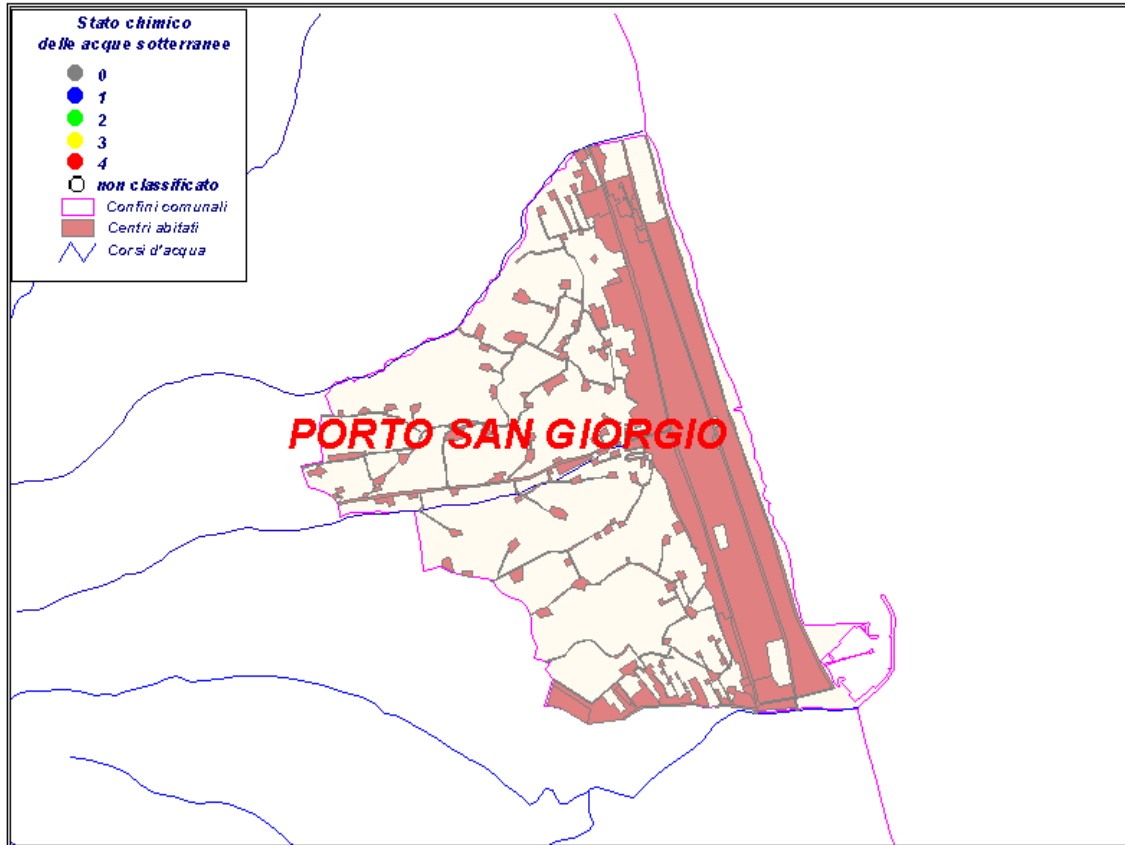 Stato chimico
delle acque sotterranee
0
1
2
3
4
non classificato
Confini comunali
Centri abitati
Corsi d'acqua
PORTO SAN GIORGIO